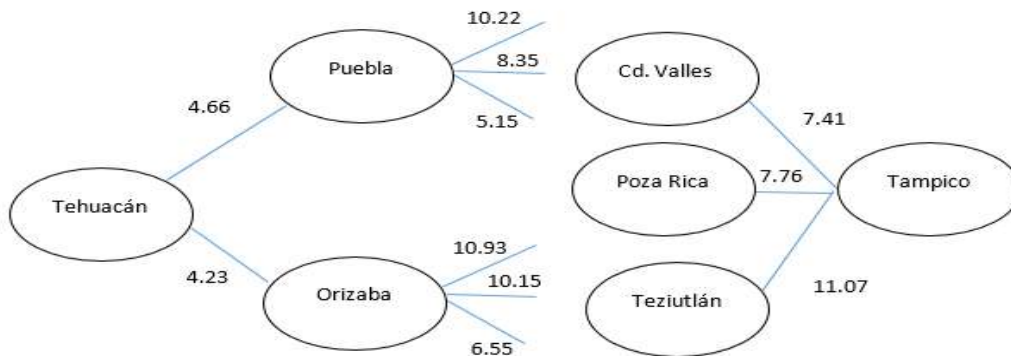 10.22
Puebla
8.35
Cd. Valles
4.66
5.15
7.41
Tehuacán
Poza Rica
7.76
Tampico
10.93
4.23
Orizaba
10.15
Teziutlán
11.07
6.55